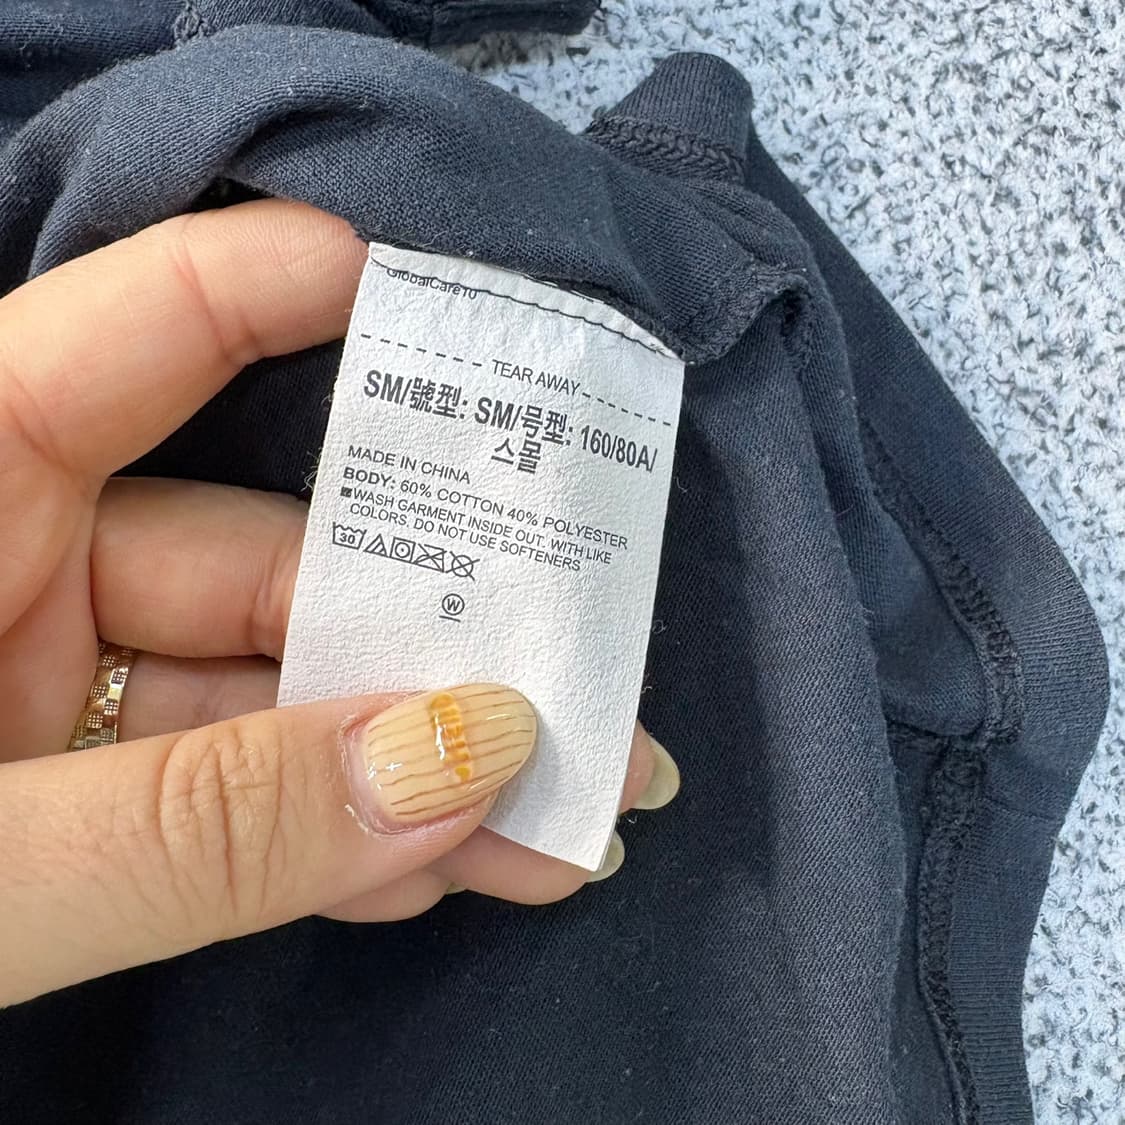 GlobalCare10
TEAR AWAY
SM/號型: SM/号型: 160/80A/
스몰
MADE IN CHINA
BODY: 60% COTTON 40% POLYESTER
WASH GARMENT INSIDE OUT. WITH LIKE
COLORS, DO NOT USE SOFTENERS
30
W